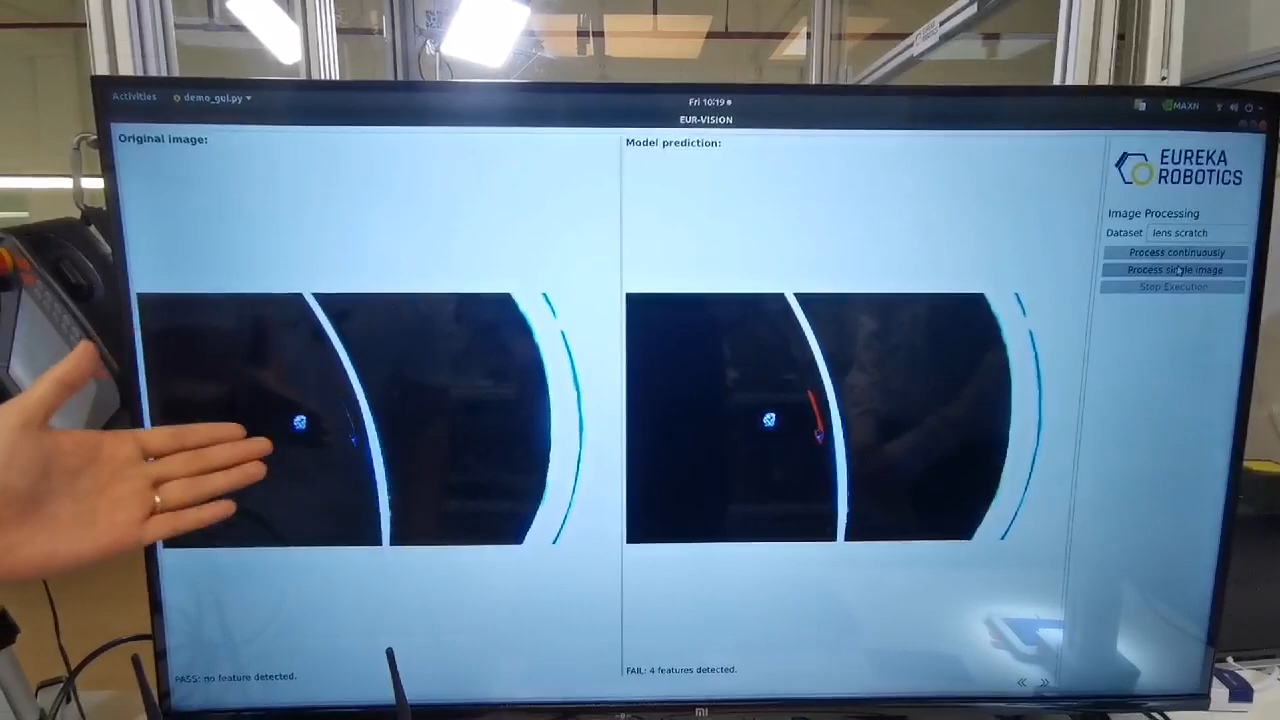 Activities
demo_gui.py
Fri 10:19
MAXN
EUR-VISION
Original image:
Model prediction:
EUREKA
ROBOTICS
Image Processing
Dataset lens scratch
Process continuously
Process single image
Stop Execution
PASS: no feature detected.
FAIL: 4 features detected.
« »
mi